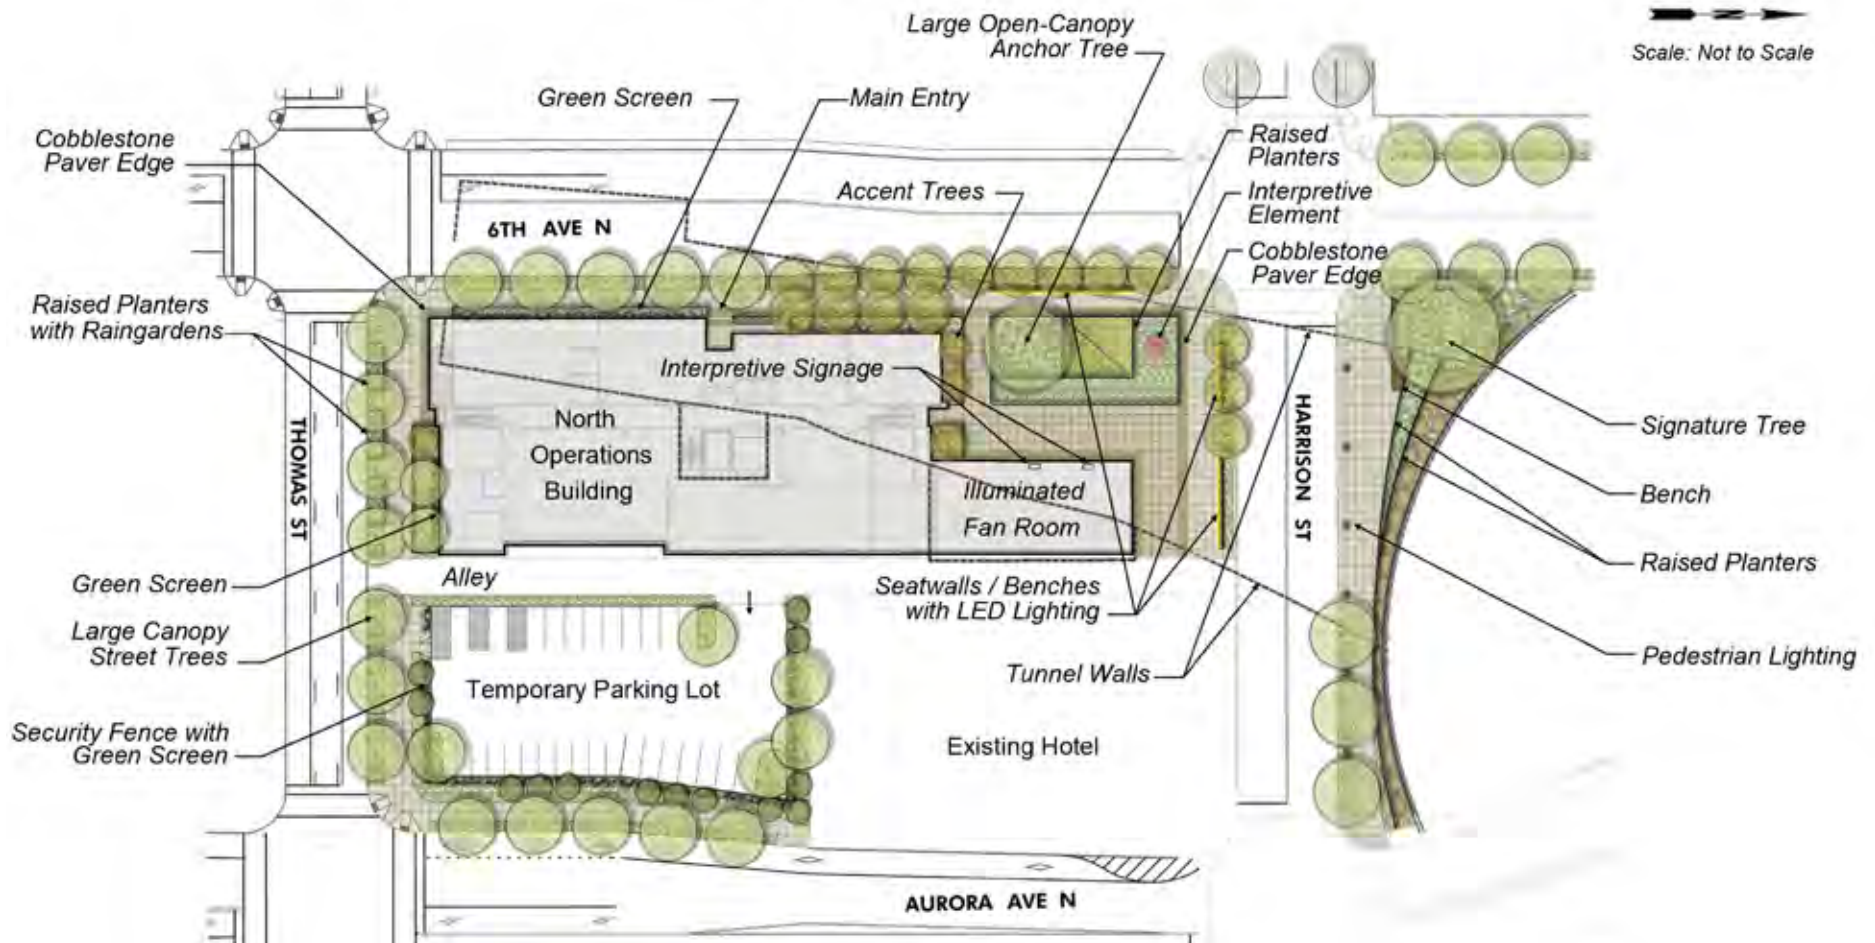 Large Open-Canopy
Anchor Tree
N
Scale: Not to Scale
Green Screen
Main Entry
Cobblestone
Paver Edge
Raised
Planters
Accent Trees
Interpretive
Element
6TH AVE N
Cobblestone
Paver Edge
Raised Planters
with Raingardens
Interpretive Signage
North
Operations
Building
THOMAS ST
HARRISON ST
Signature Tree
Illuminated
Fan Room
Bench
Raised Planters
Green Screen
Alley
Seatwalls / Benches
with LED Lighting
Large Canopy
Street Trees
Tunnel Walls
Pedestrian Lighting
Temporary Parking Lot
Security Fence with
Green Screen
Existing Hotel
AURORA AVE N